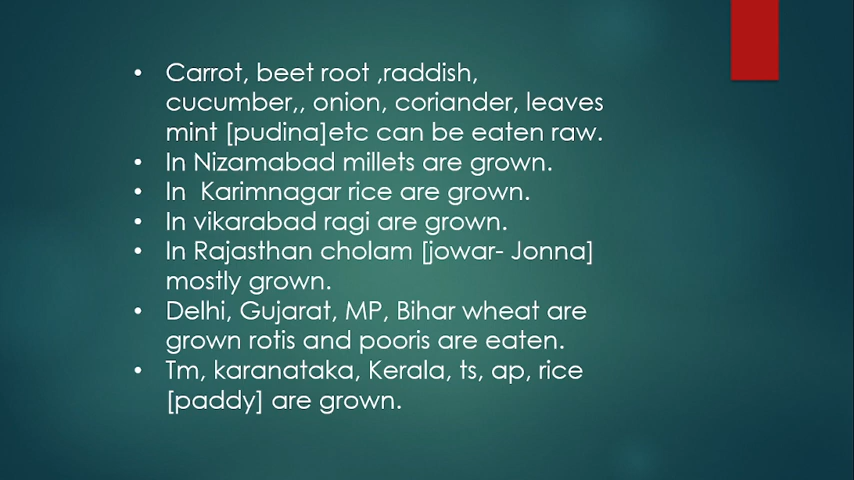 • Carrot, beet root ,raddish,
cucumber,, onion, coriander, leaves
mint [pudina]etc can be eaten raw.
• In Nizamabad millets are grown.
• In  Karimnagar rice are grown.
• In vikarabad ragi are grown.
• In Rajasthan cholam [jowar- Jonna]
mostly grown.
• Delhi, Gujarat, MP, Bihar wheat are
grown rotis and pooris are eaten.
• Tm, karanataka, Kerala, ts, ap, rice
[paddy] are grown.